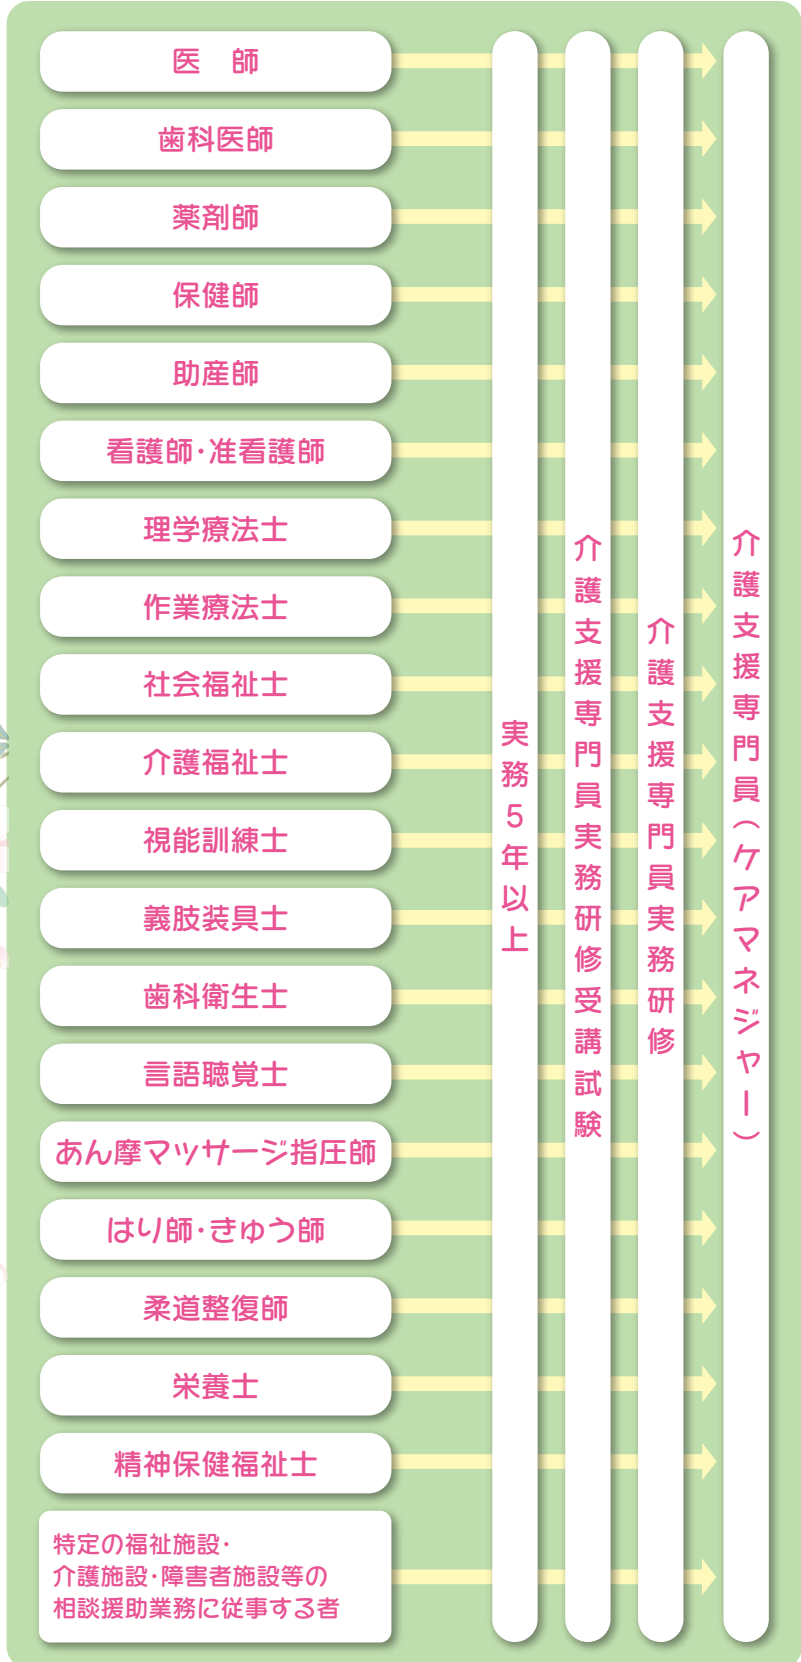 医　師
歯科医師
薬剤師
保健師
助産師
看護師・准看護師
理学療法士
作業療法士
社会福祉士
介護福祉士
視能訓練士
義肢装具士
歯科衛生士
言語聴覚士
あん摩マッサージ指圧師
はり師・きゅう師
柔道整復師
栄養士
精神保健福祉士
特定の福祉施設・
介護施設・障害者施設等の
相談援助業務に従事する者
実務5年以上
介護支援専門員実務研修受講試験
介護支援専門員実務研修
介護支援専門員（ケアマネジャー）